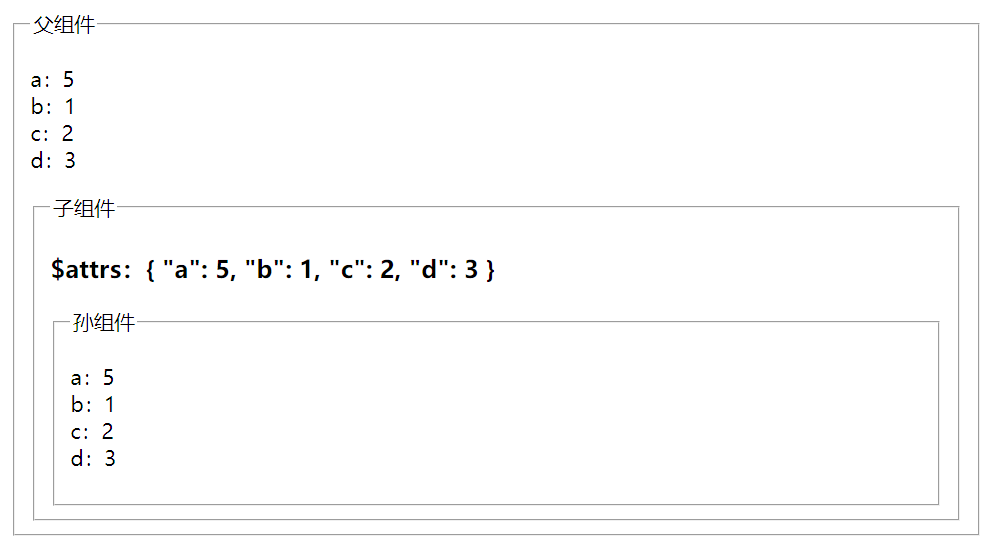 父组件
a：5
b：1
c：2
d：3
子组件
$attrs：{ "a": 5, "b": 1, "c": 2, "d": 3 }
孙组件
a：5
b：1
c：2
d：3